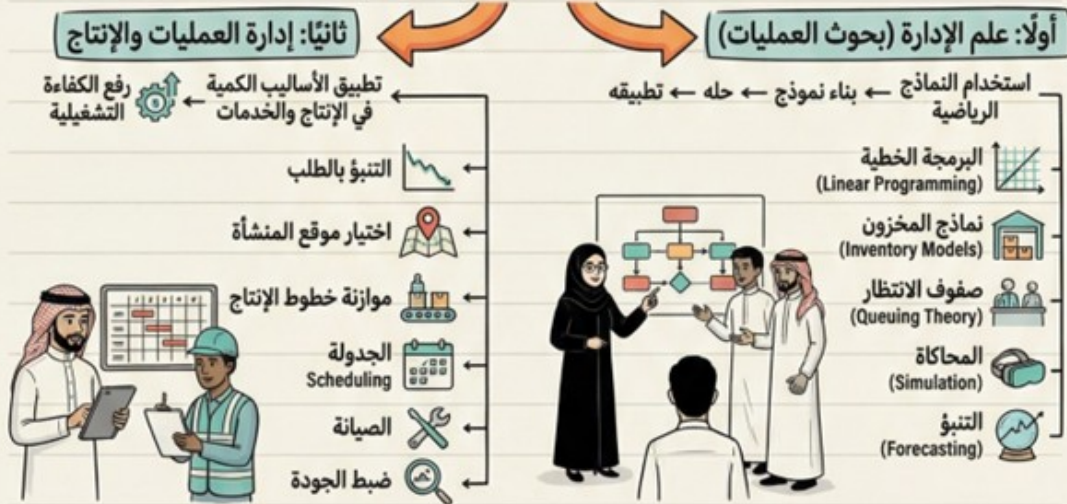 أولًا: علم الإدارة (بحوث العمليات)
استخدام النماذج ← بناء نموذج ← حله ← تطبيقه
الرياضية
البرمجة الخطية
(Linear Programming)
نماذج المخزون
(Inventory Models)
صفوف الانتظار
(Queuing Theory)
المحاكاة
(Simulation)
التنبؤ
(Forecasting)
ثانيًا: إدارة العمليات والإنتاج
تطبيق الأساليب الكمية ← رفع الكفاءة
في الإنتاج والخدمات التشغيلية
التنبؤ بالطلب
اختيار موقع المنشأة
موازنة خطوط الإنتاج
الجدولة
Scheduling
الصيانة
ضبط الجودة